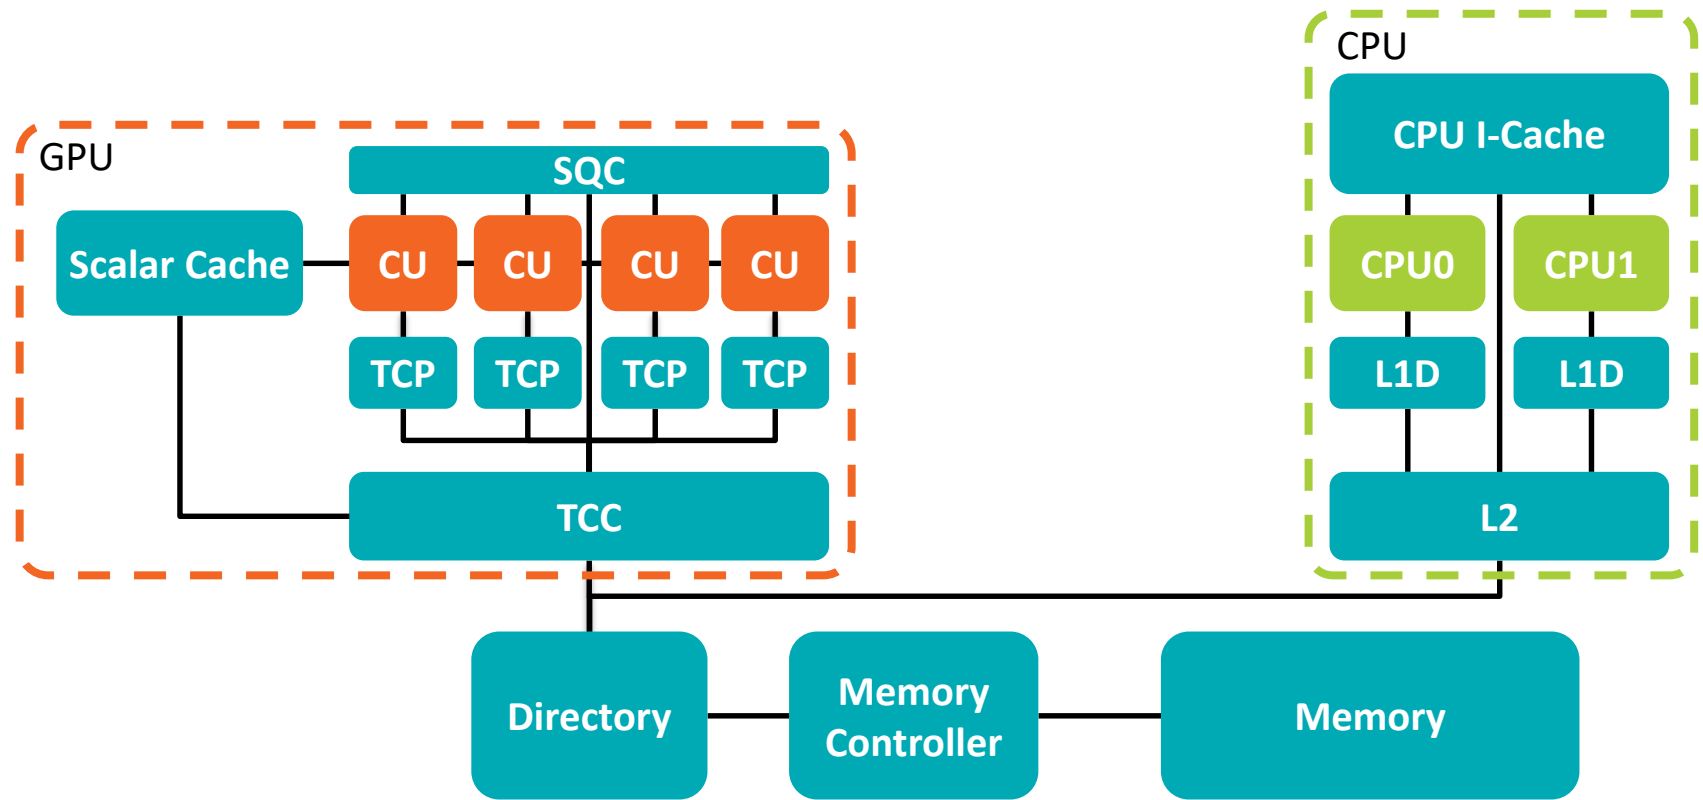 CPU
CPU I-Cache
GPU
SQC
Scalar Cache
CU
CU
CU
CU
CPU0
CPU1
TCP
TCP
TCP
TCP
L1D
L1D
TCC
L2
Directory
Memory
Controller
Memory